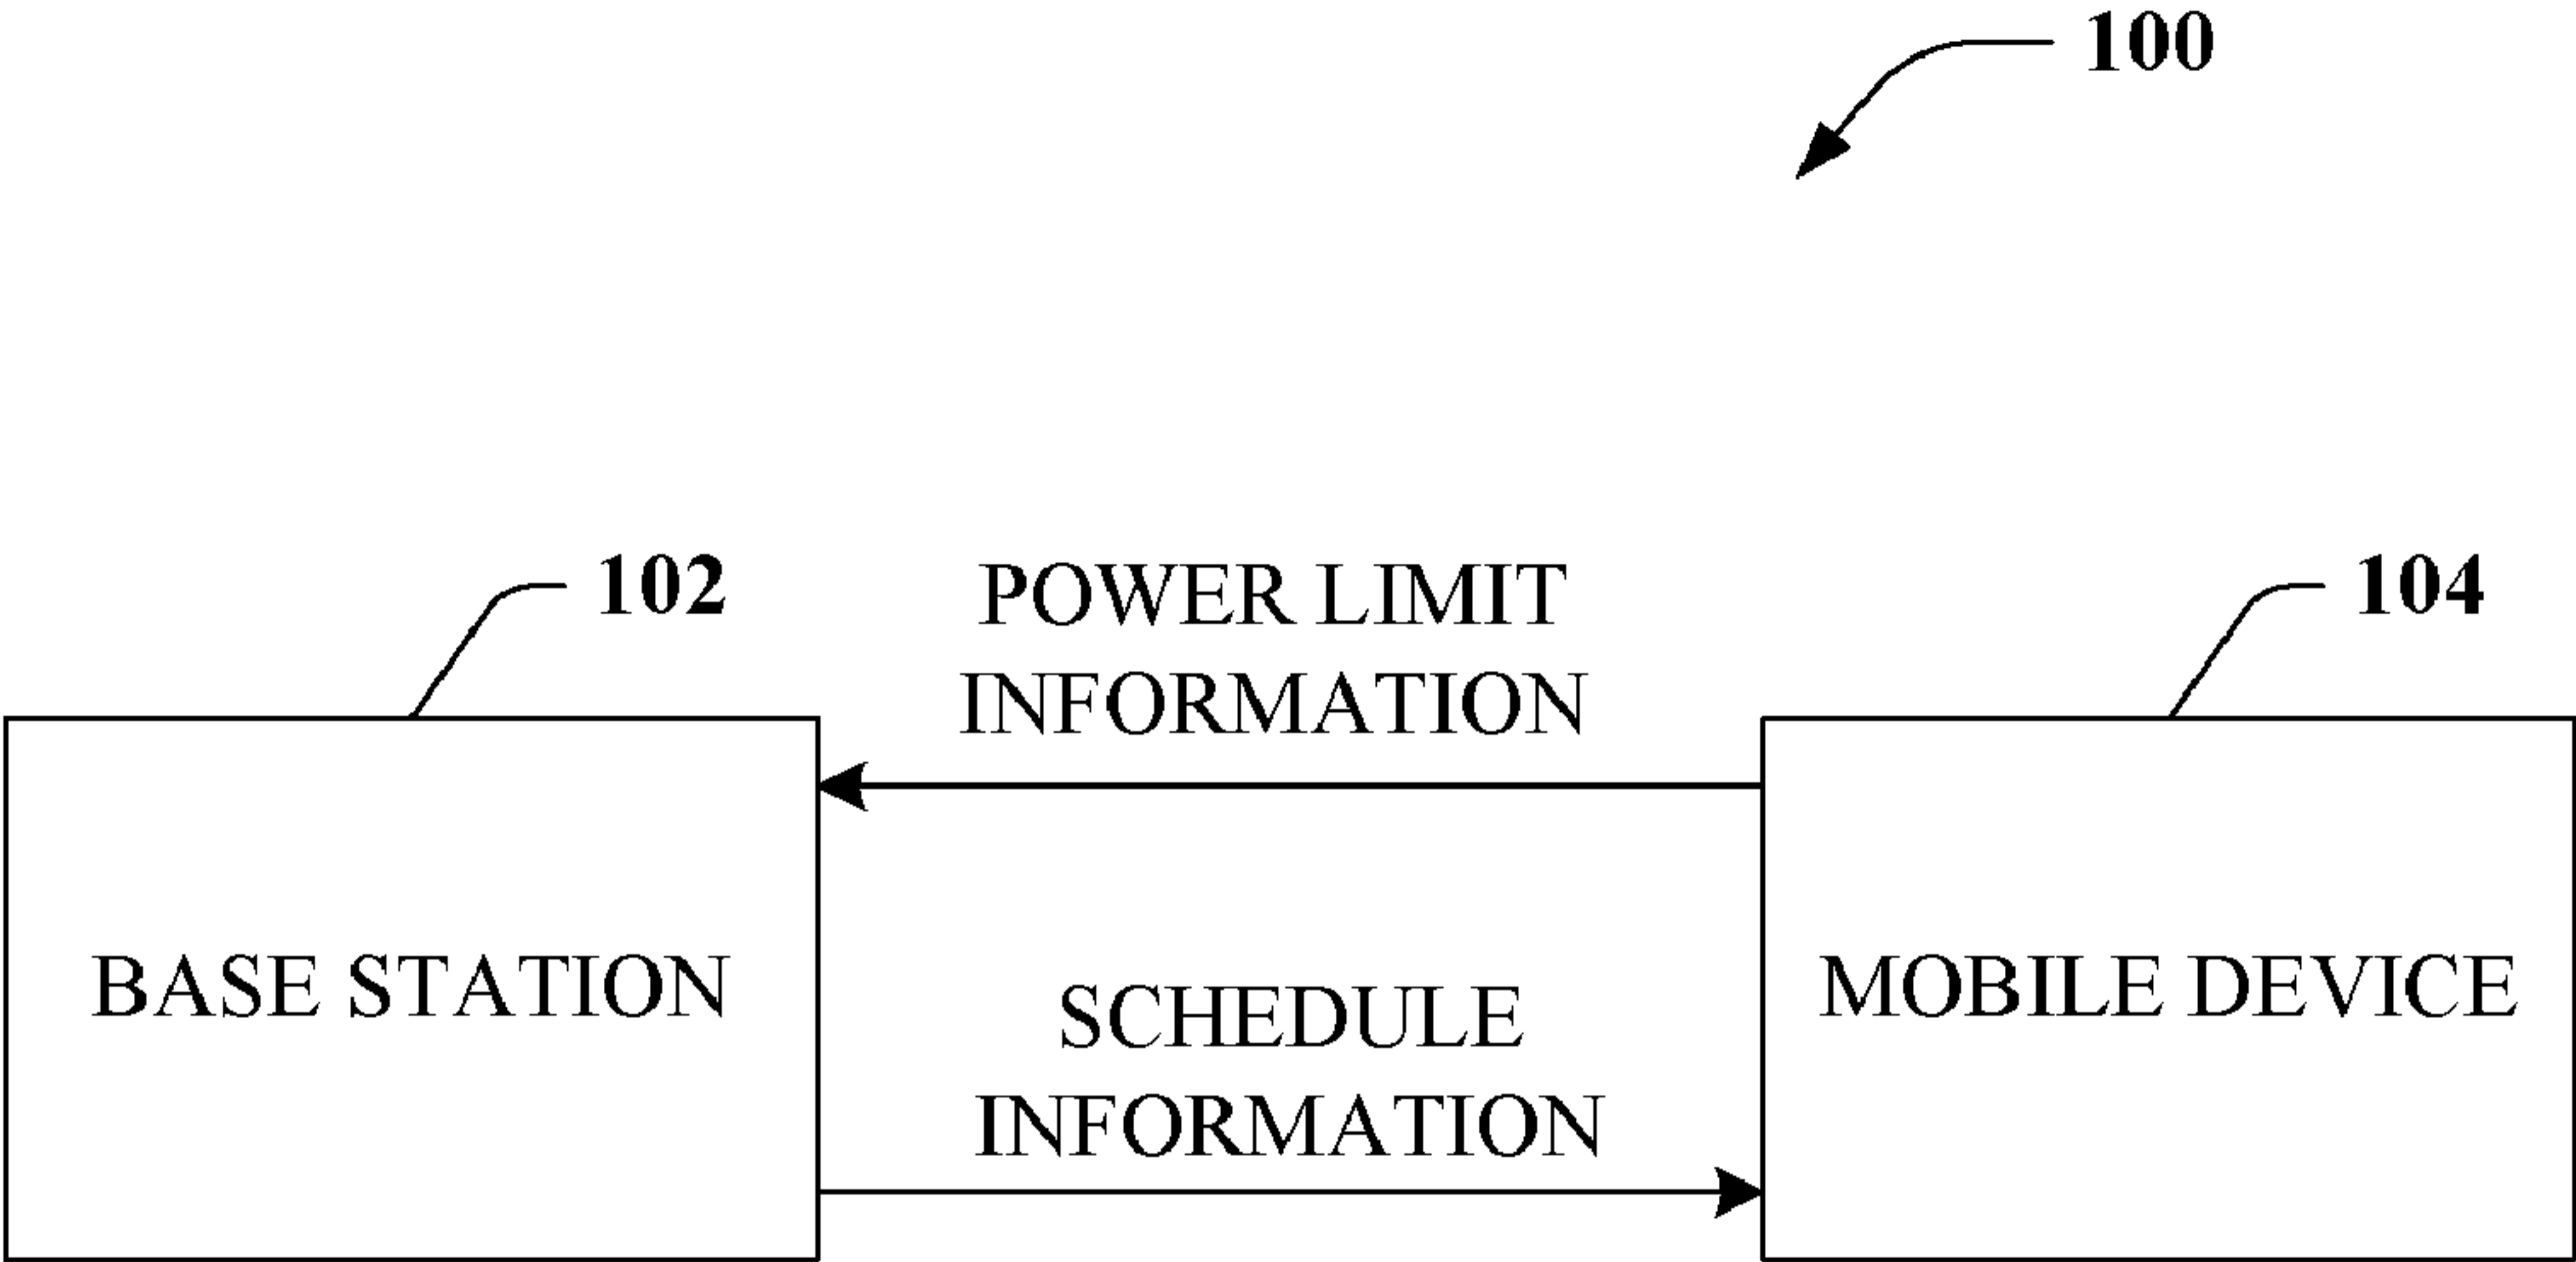 100
102
POWER LIMIT
INFORMATION
104
BASE STATION
SCHEDULE
INFORMATION
MOBILE DEVICE